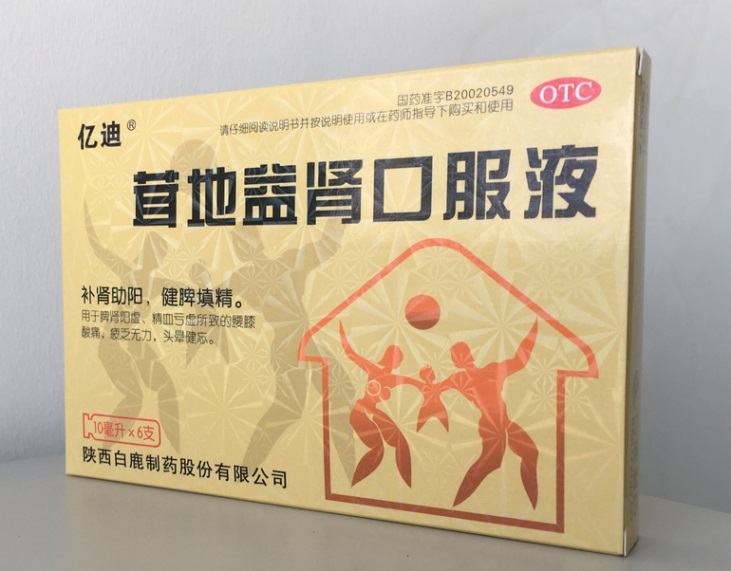 国药准字B20020549
OTC
请仔细阅读说明书并按说明使用或在药师指导下购买和使用
亿迪®
茸地益肾口服液
补肾助阳，健脾填精。
用于脾肾阳虚、精血亏虚所致的腰膝
酸痛，疲乏无力，头晕健忘。
10毫升×6支
陕西白鹿制药股份有限公司